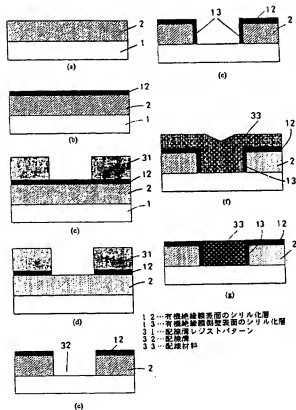 2
1
(a)
12
2
1
(b)
31
12
2
1
(c)
31
12
2
(d)
32
12
2
(e)
13
12
2
(e)
33
12
2
13
(f)
33
13
12
2
(g)
12…有機絶縁膜表面のシリル化層
13…有機絶縁膜側壁表面のシリル化層
31…配線溝レジストパターン
32…配線溝
33…配線材料